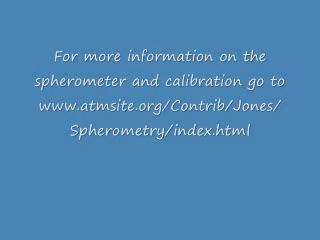 For more information on the
spherometer and calibration go to
www.atmsite.org/Contrib/Jones/
Spherometry/index.html